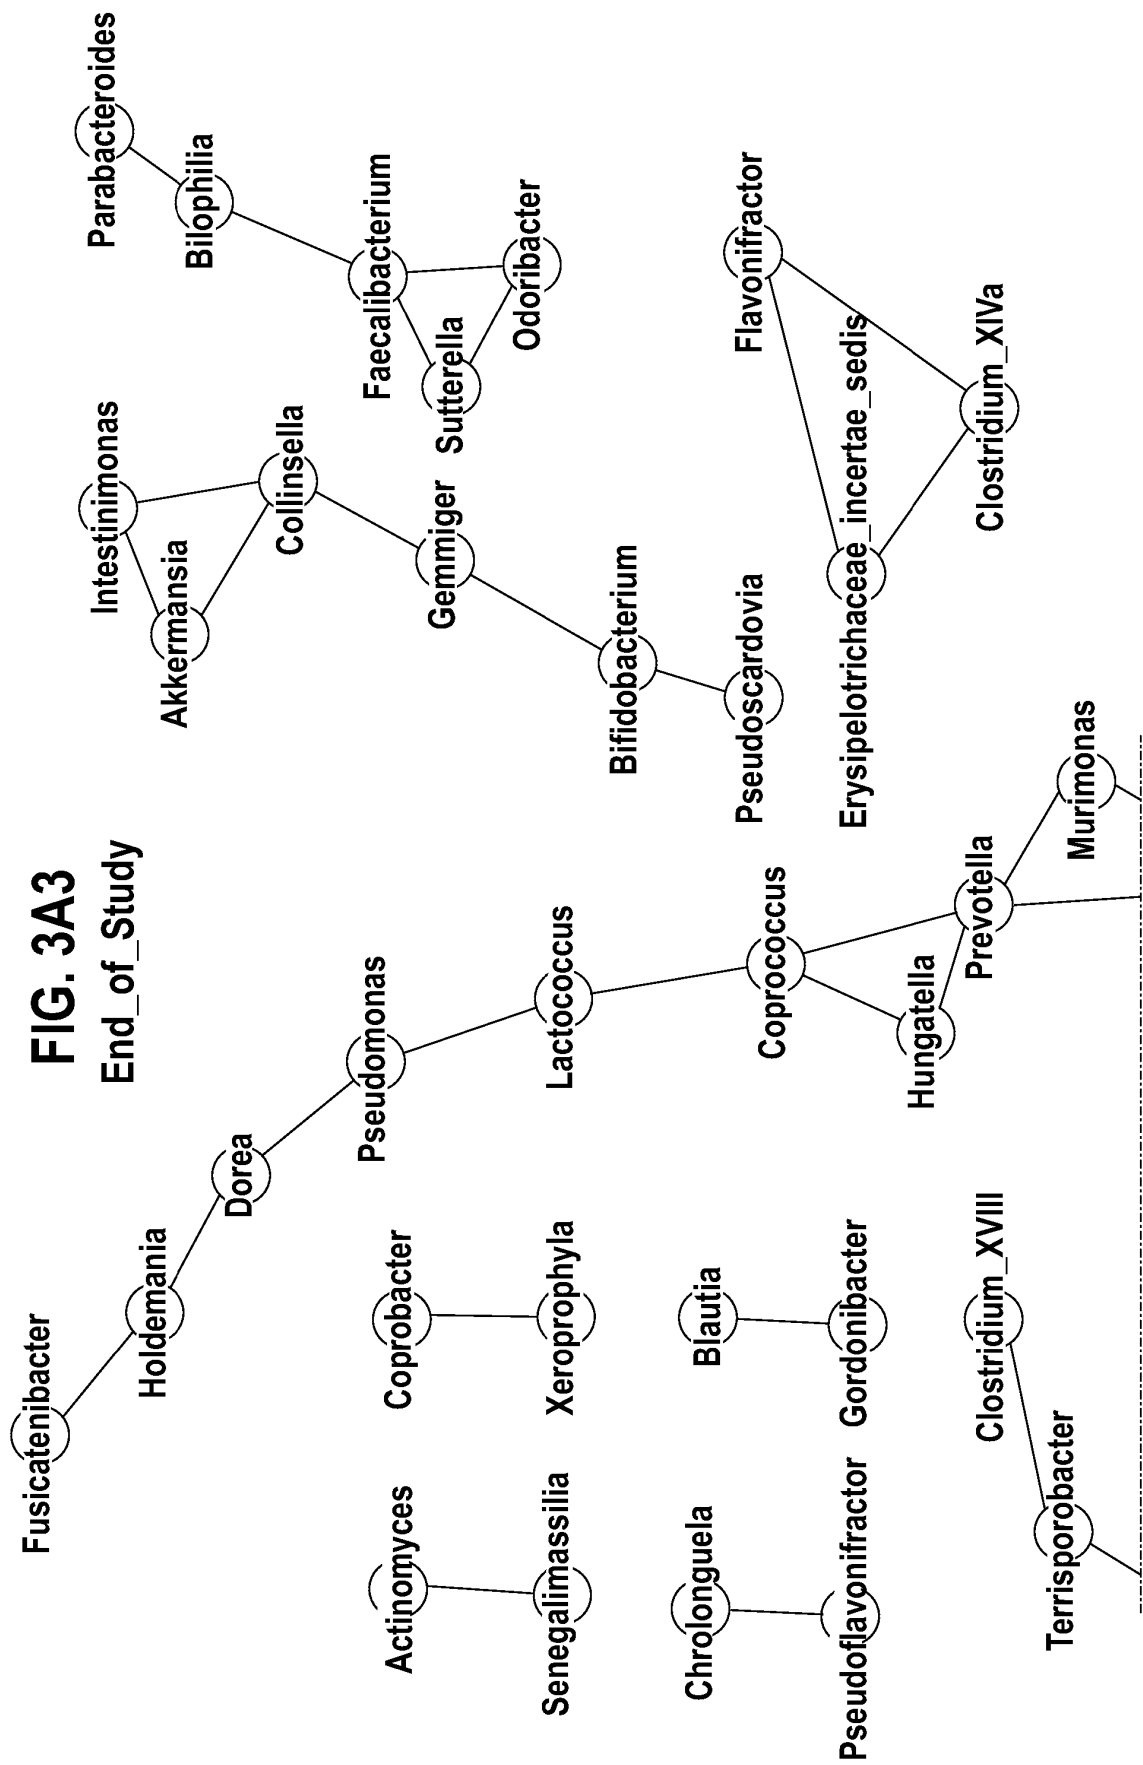 FIG. 3A3
End_of_Study
Fusicatenibacter
Holdemania
Dorea
Pseudomonas
Lactococcus
Coprococcus
Hungatella
Prevotella
Murimonas
Intestinimonas
Akkermansia
Collinsella
Gemmiger
Bifidobacterium
Pseudoscardovia
Parabacteroides
Bilophilia
Faecalibacterium
Sutterella
Odoribacter
Flavonifractor
Erysipelotrichaceae_incertae_sedis
Clostridium_XIVa
Actinomyces
Senegalimassilia
Coprobacter
Xeroprophyla
Chrolonguela
Pseudoflavonifractor
Blautia
Gordonibacter
Terrisporobacter
Clostridium_XVIII